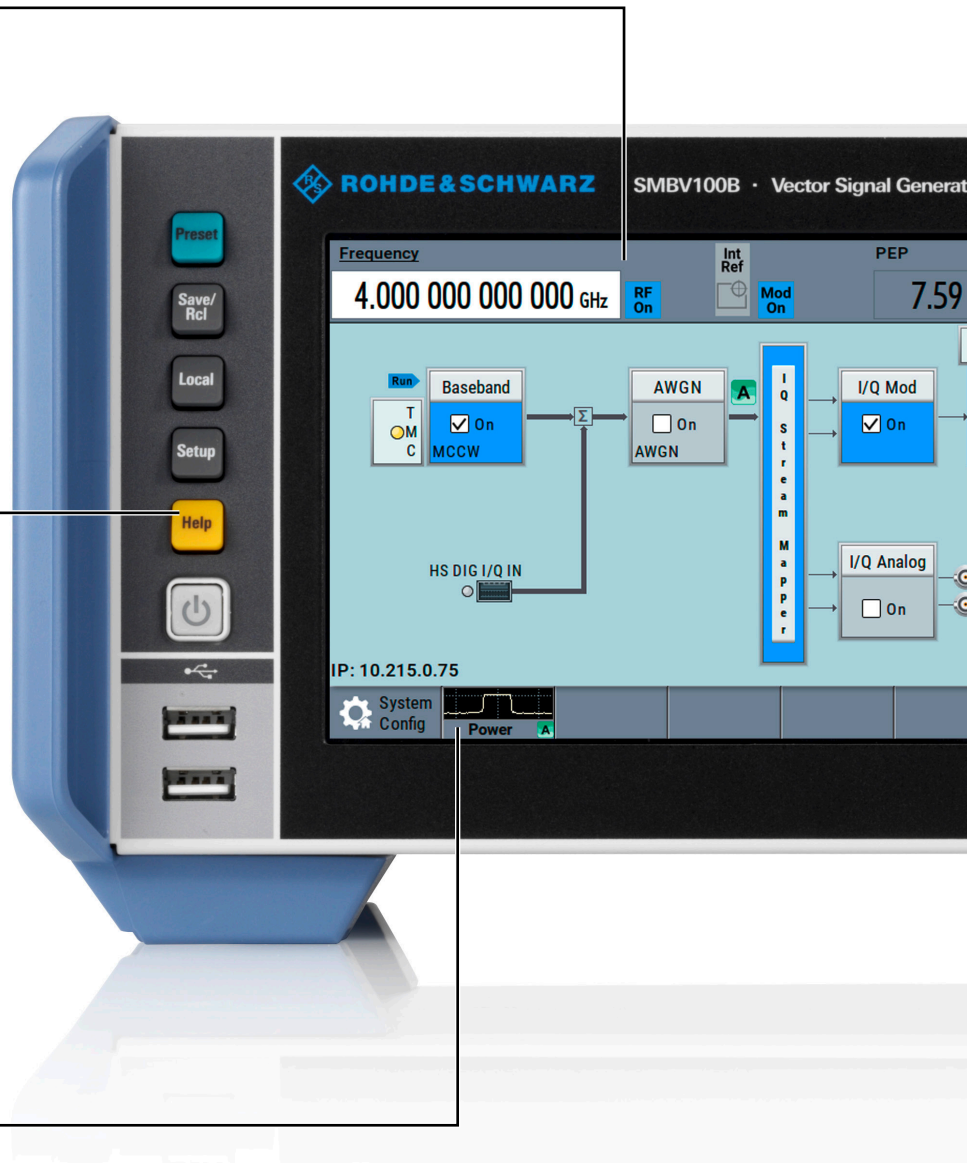 ROHDE & SCHWARZ
SMBV100B · Vector Signal Generat
Preset
Save/
Rcl
Local
Setup
Help
Frequency
4.000 000 000 000 GHz
RF
On
Int
Ref
Mod
On
PEP
7.59
Run
T
M
C
Baseband
On
MCCW
Σ
AWGN
On
AWGN
A
I
Q
S
t
r
e
a
m
M
a
p
p
e
r
I/Q Mod
On
HS DIG I/Q IN
I/Q Analog
On
IP: 10.215.0.75
System
Config
Power
A